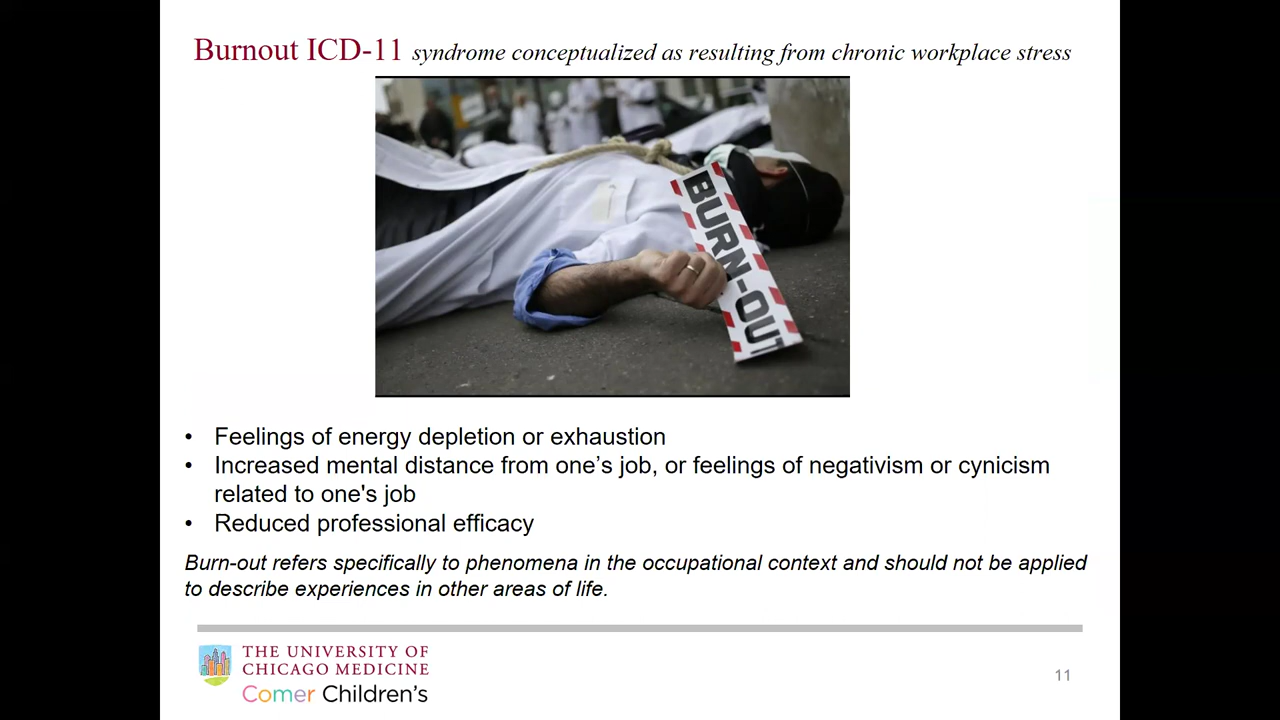 Burnout ICD-11 syndrome conceptualized as resulting from chronic workplace stress
BURN-OUT
• Feelings of energy depletion or exhaustion
• Increased mental distance from one’s job, or feelings of negativism or cynicism
related to one's job
• Reduced professional efficacy
Burn-out refers specifically to phenomena in the occupational context and should not be applied
to describe experiences in other areas of life.
THE UNIVERSITY OF
CHICAGO MEDICINE
Comer Children's
11